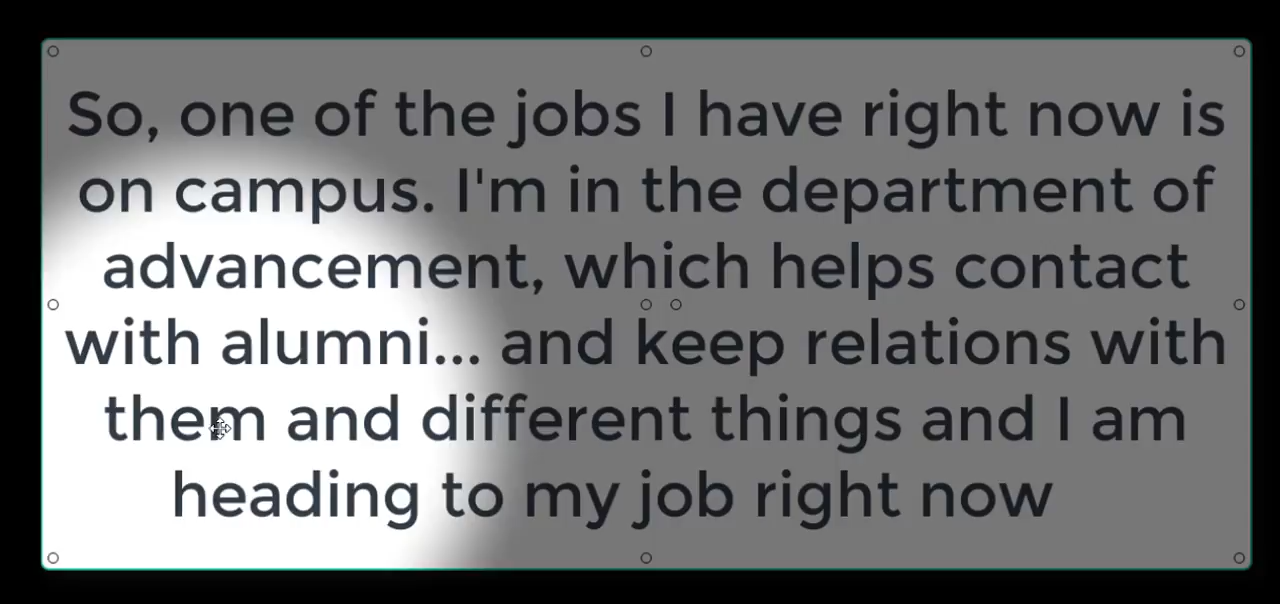 So, one of the jobs I have right now is
on campus. I'm in the department of
advancement, which helps contact
with alumni... and keep relations with
them and different things and I am
heading to my job right now